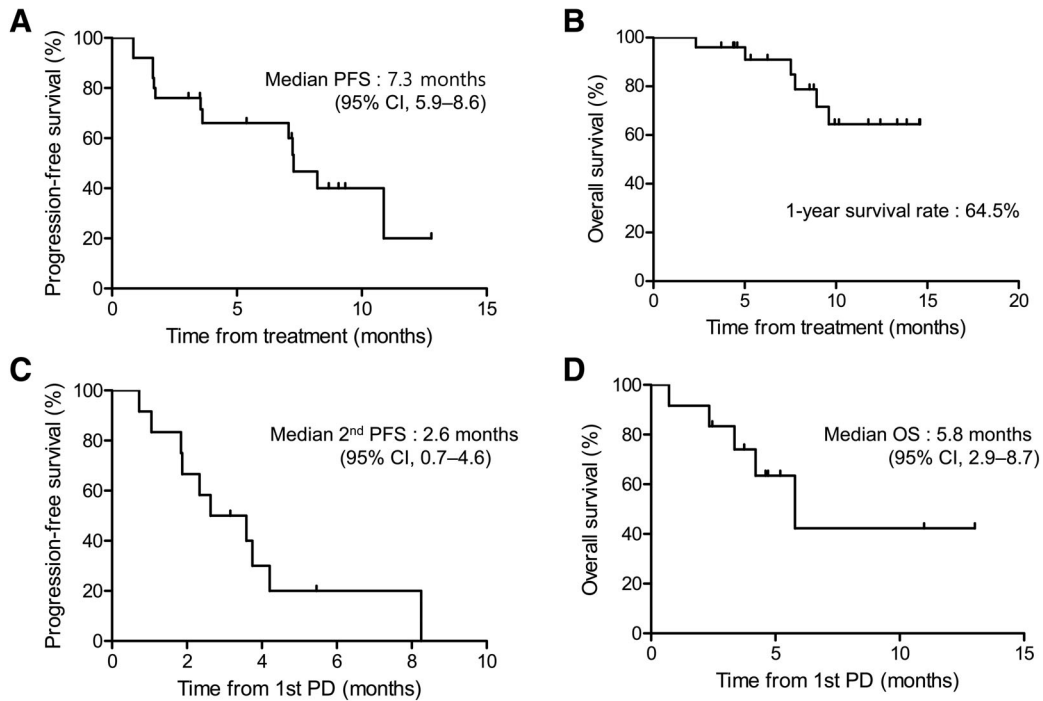 A
Progression-free survival (%)
100
80
60
40
20
0
Median PFS : 7.3 months
(95% CI, 5.9–8.6)
0 5 10 15
Time from treatment (months)
B
Overall survival (%)
100
80
60
40
20
0
1-year survival rate : 64.5%
0 5 10 15 20
Time from treatment (months)
C
Progression-free survival (%)
100
80
60
40
20
0
Median 2nd PFS : 2.6 months
(95% CI, 0.7–4.6)
0 2 4 6 8 10
Time from 1st PD (months)
D
Overall survival (%)
100
80
60
40
20
0
Median OS : 5.8 months
(95% CI, 2.9–8.7)
0 5 10 15
Time from 1st PD (months)